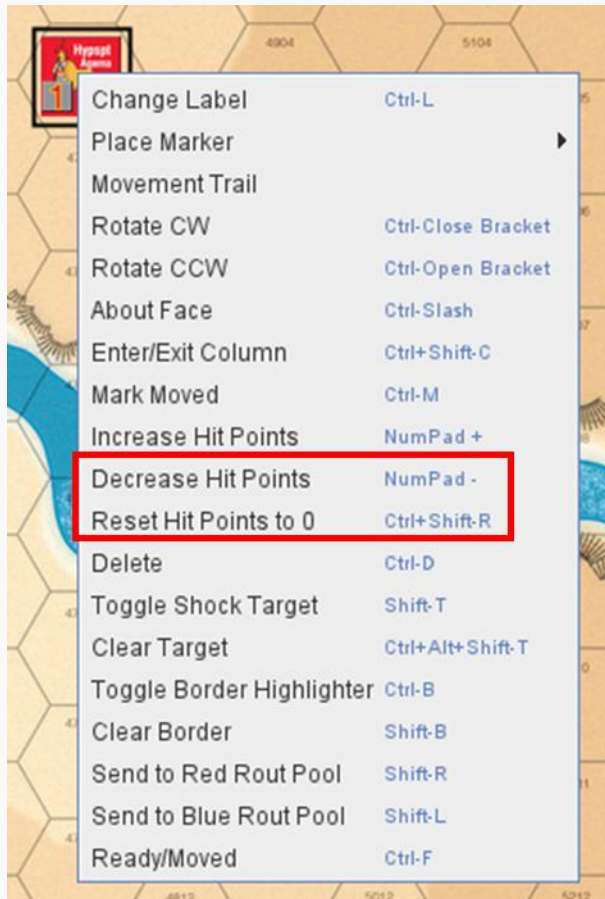 4904
5104
Hypspt
Agema
1
Change Label Ctrl-L
Place Marker
Movement Trail
Rotate CW Ctrl-Close Bracket
Rotate CCW Ctrl-Open Bracket
About Face Ctrl-Slash
Enter/Exit Column Ctrl+Shift-C
Mark Moved Ctrl-M
Increase Hit Points NumPad +
Decrease Hit Points NumPad -
Reset Hit Points to 0 Ctrl+Shift-R
Delete Ctrl-D
Toggle Shock Target Shift-T
Clear Target Ctrl+Alt+Shift-T
Toggle Border Highlighter Ctrl-B
Clear Border Shift-B
Send to Red Rout Pool Shift-R
Send to Blue Rout Pool Shift-L
Ready/Moved Ctrl-F
4812
5012
5212